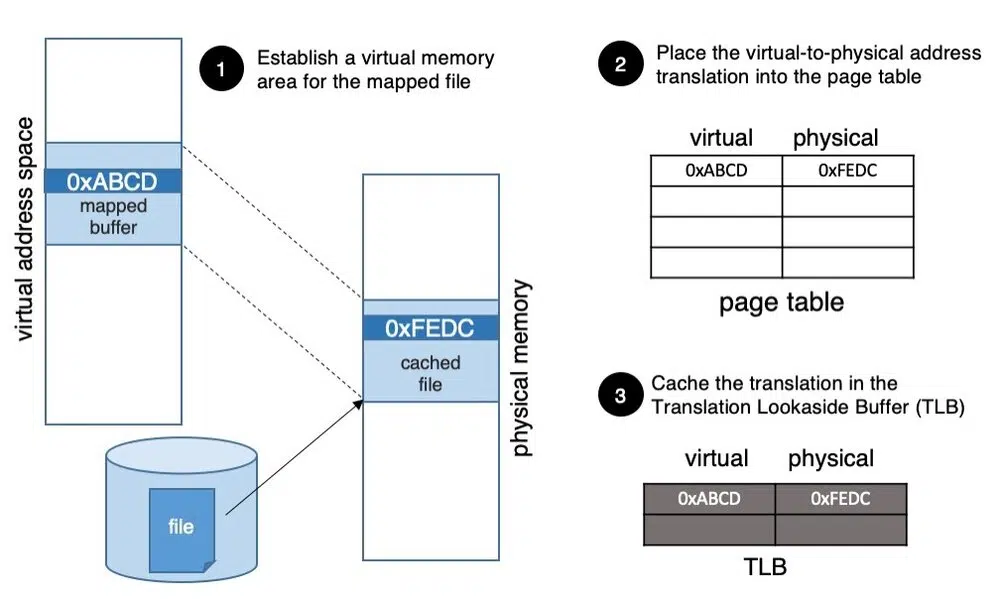 1
Establish a virtual memory
area for the mapped file
virtual address space
0xABCD
mapped
buffer
0xFEDC
cached
file
physical memory
file
2
Place the virtual-to-physical address
translation into the page table
virtual physical
0xABCD 0xFEDC
page table
3
Cache the translation in the
Translation Lookaside Buffer (TLB)
virtual physical
0xABCD 0xFEDC
TLB